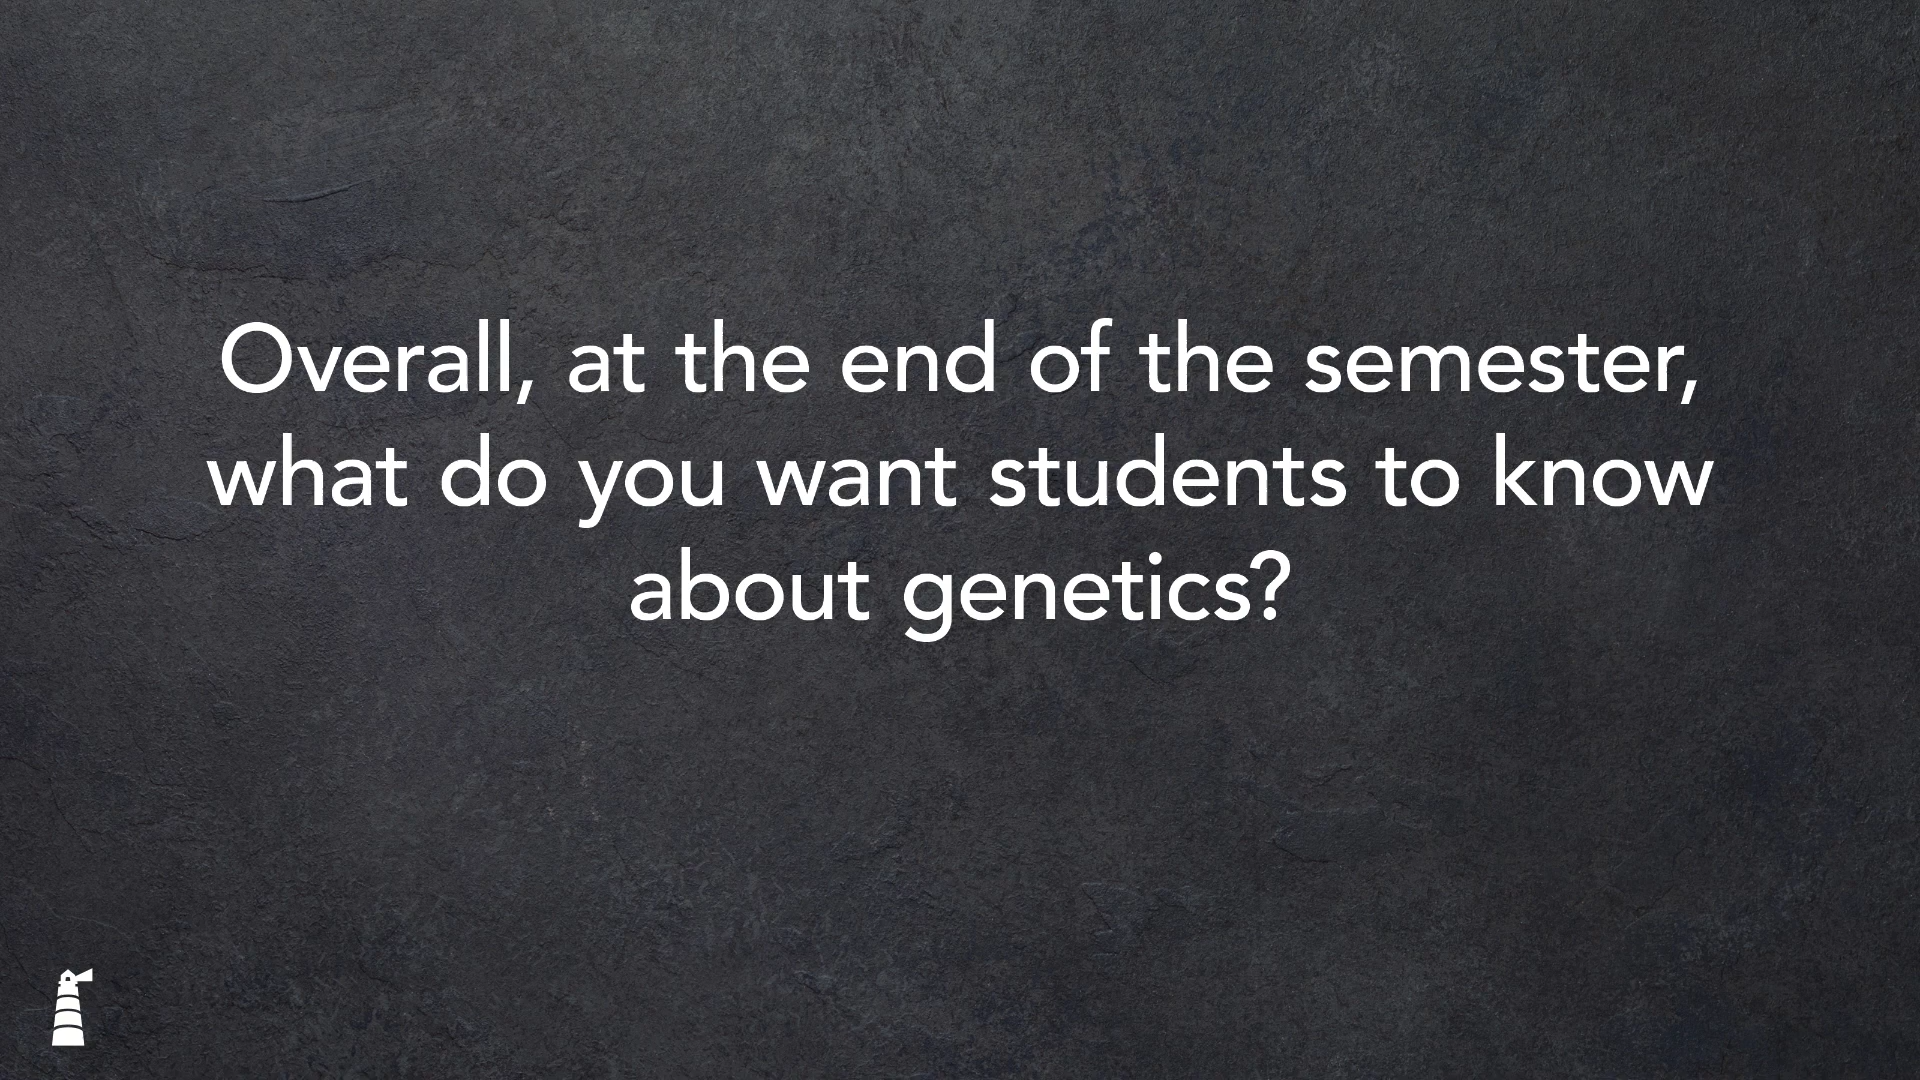 Overall, at the end of the semester,
what do you want students to know
about genetics?